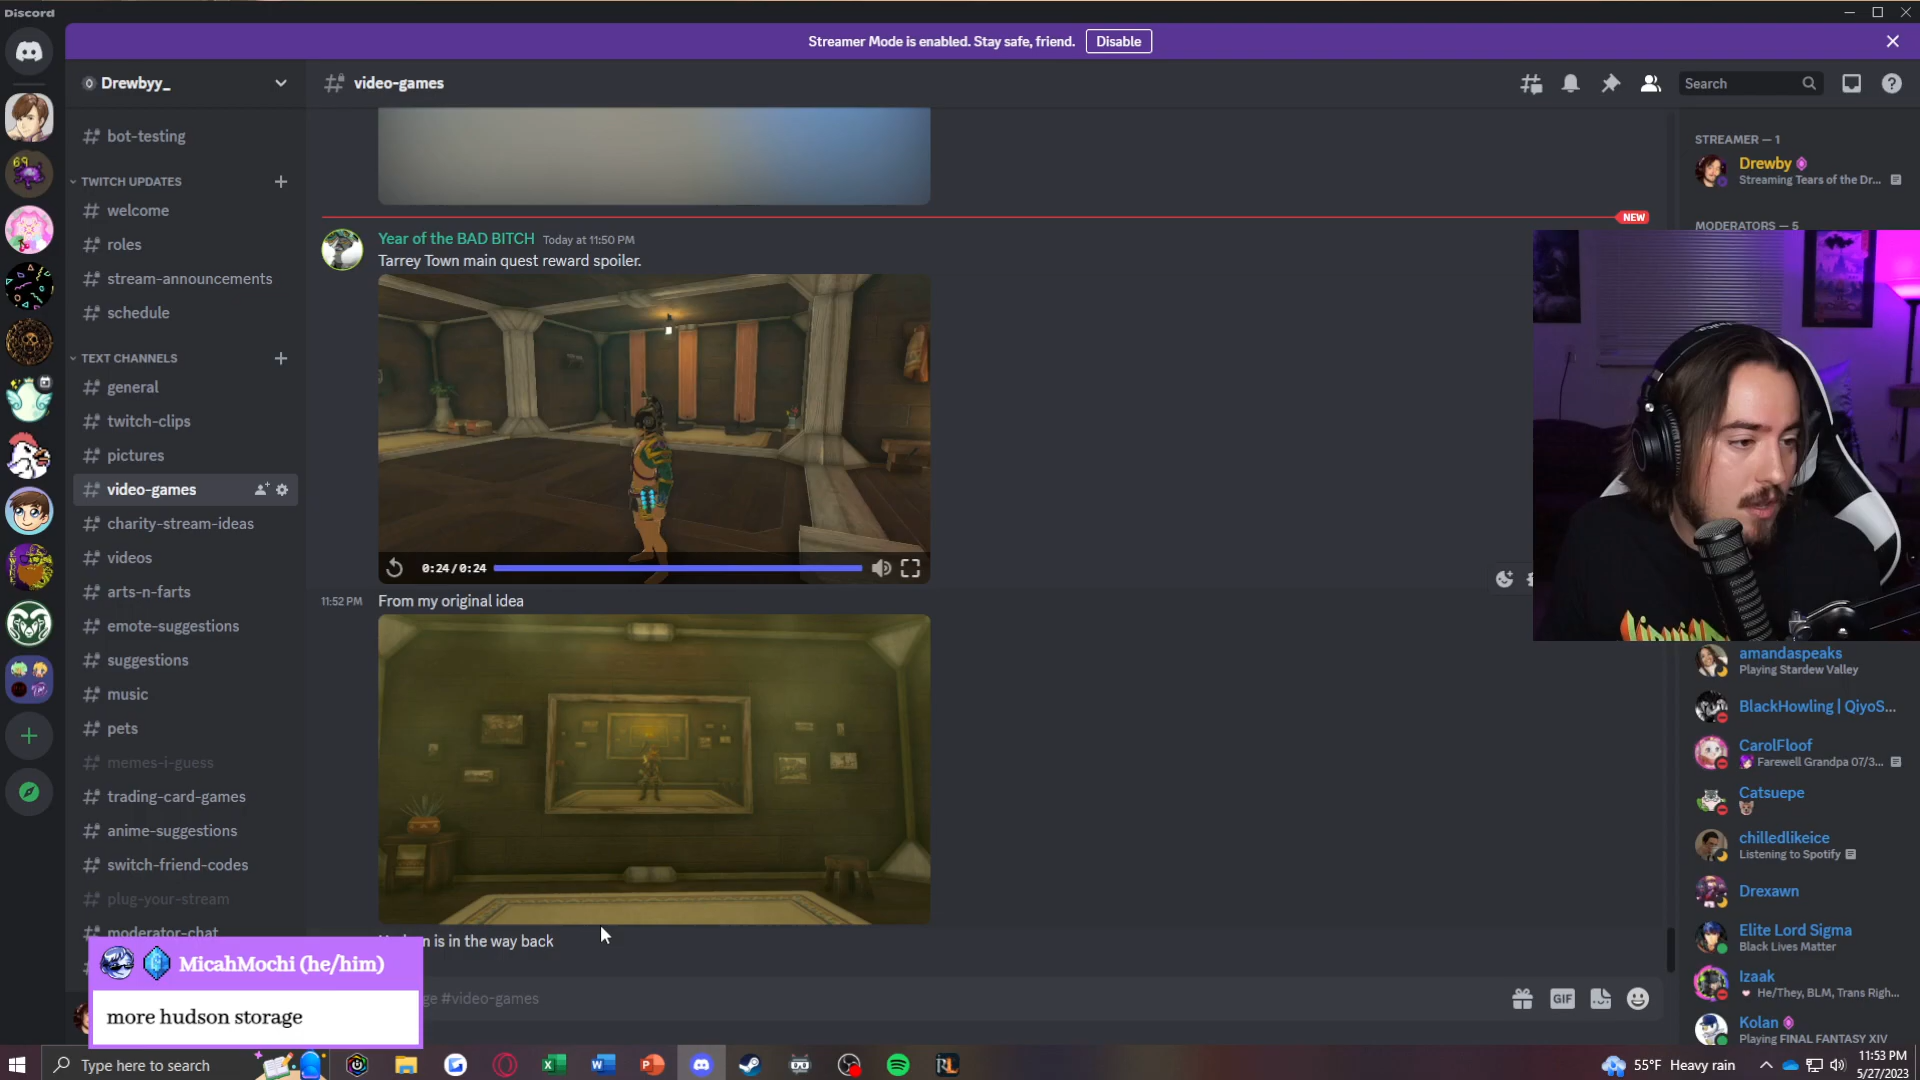 Discord
Streamer Mode is enabled. Stay safe, friend. Disable
Drewbyy_
video-games
Search
bot-testing
TWITCH UPDATES
welcome
roles
stream-announcements
schedule
TEXT CHANNELS
general
twitch-clips
pictures
video-games
charity-stream-ideas
videos
arts-n-farts
emote-suggestions
suggestions
music
pets
memes-i-guess
trading-card-games
anime-suggestions
switch-friend-codes
plug-your-stream
moderator-chat
69
NEW
Year of the BAD BITCH Today at 11:50 PM
Tarrey Town main quest reward spoiler.
0:24/0:24
11:52 PM From my original idea
is in the way back
#video-games
GIF
MicahMochi (he/him)
more hudson storage
STREAMER — 1
Drewby
Streaming Tears of the Dr...
MODERATORS — 5
amandaspeaks
Playing Stardew Valley
BlackHowling | QiyoS...
CarolFloof
Farewell Grandpa 07/3...
Catsuepe
chilledlikeice
Listening to Spotify
Drexawn
Elite Lord Sigma
Black Lives Matter
Izaak
He/They, BLM, Trans Righ...
Kolan
Playing FINAL FANTASY XIV
Type here to search
55°F Heavy rain
11:53 PM
5/27/2023